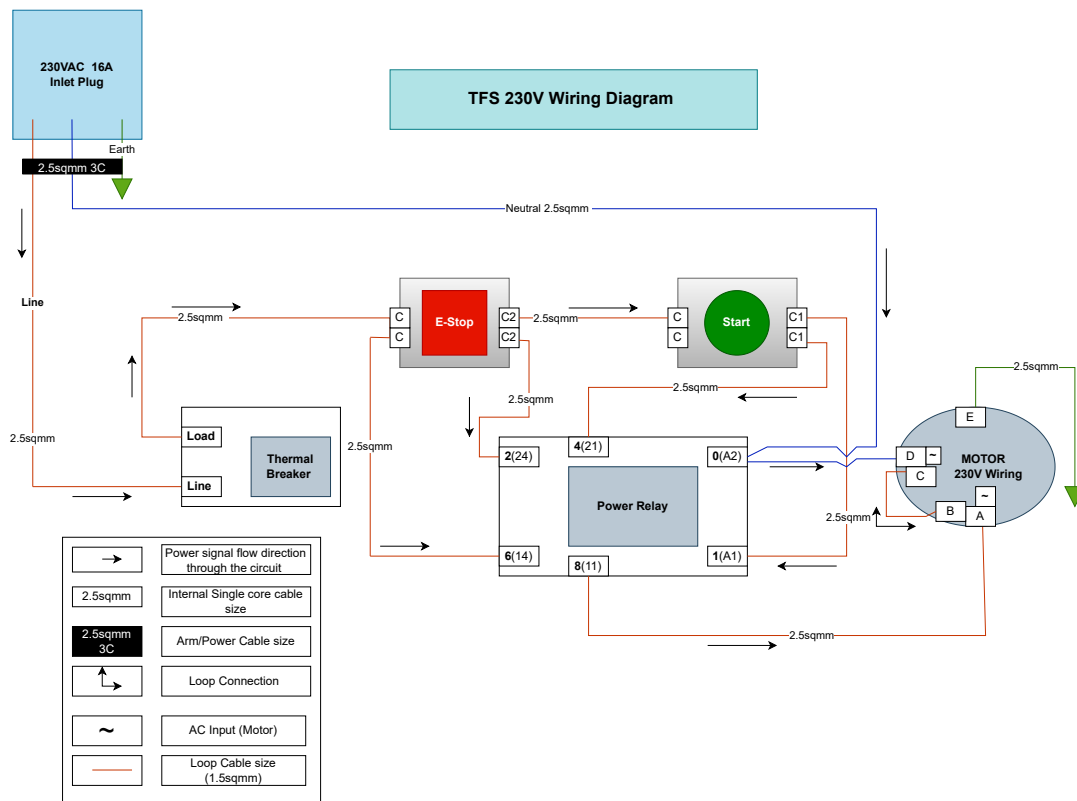 230VAC 16A
Inlet Plug
TFS 230V Wiring Diagram
Earth
2.5sqmm 3C
Neutral 2.5sqmm
Line
2.5sqmm
2.5sqmm
C
C
E-Stop
C2
C2
2.5sqmm
C
C
Start
C1
C1
2.5sqmm
2.5sqmm
2.5sqmm
2.5sqmm
Load
Line
Thermal
Breaker
2.5sqmm
2(24)
4(21)
0(A2)
Power Relay
6(14)
8(11)
1(A1)
2.5sqmm
E
D
~
C
MOTOR
230V Wiring
~
B
A
2.5sqmm
Power signal flow direction
through the circuit
2.5sqmm
Internal Single core cable
size
2.5sqmm
3C
Arm/Power Cable size
Loop Connection
~
AC Input (Motor)
Loop Cable size
(1.5sqmm)